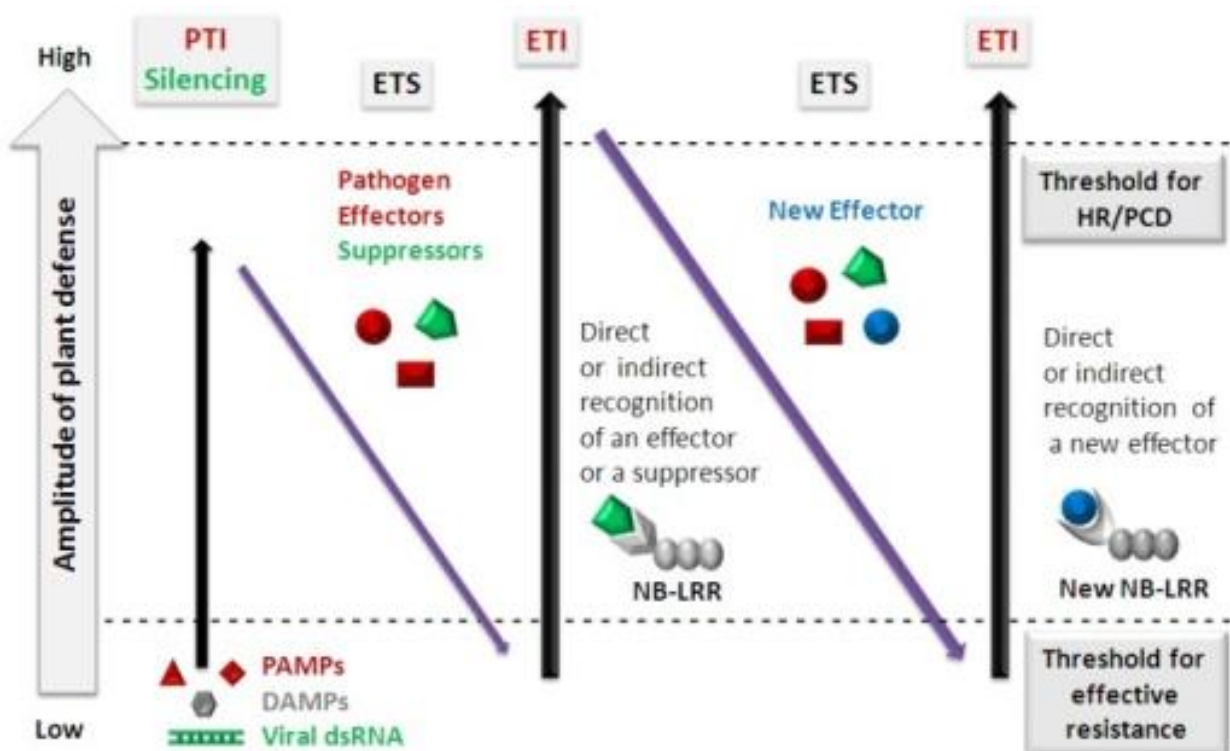 High
PTI
Silencing
ETS
ETI
ETS
ETI
Amplitude of plant defense
Pathogen
Effectors
Suppressors
New Effector
Threshold for
HR/PCD
Direct
or indirect
recognition
of an effector
or a suppressor
NB-LRR
Direct
or indirect
recognition of
a new effector
New NB-LRR
Low
PAMPs
DAMPs
Viral dsRNA
Threshold for
effective
resistance